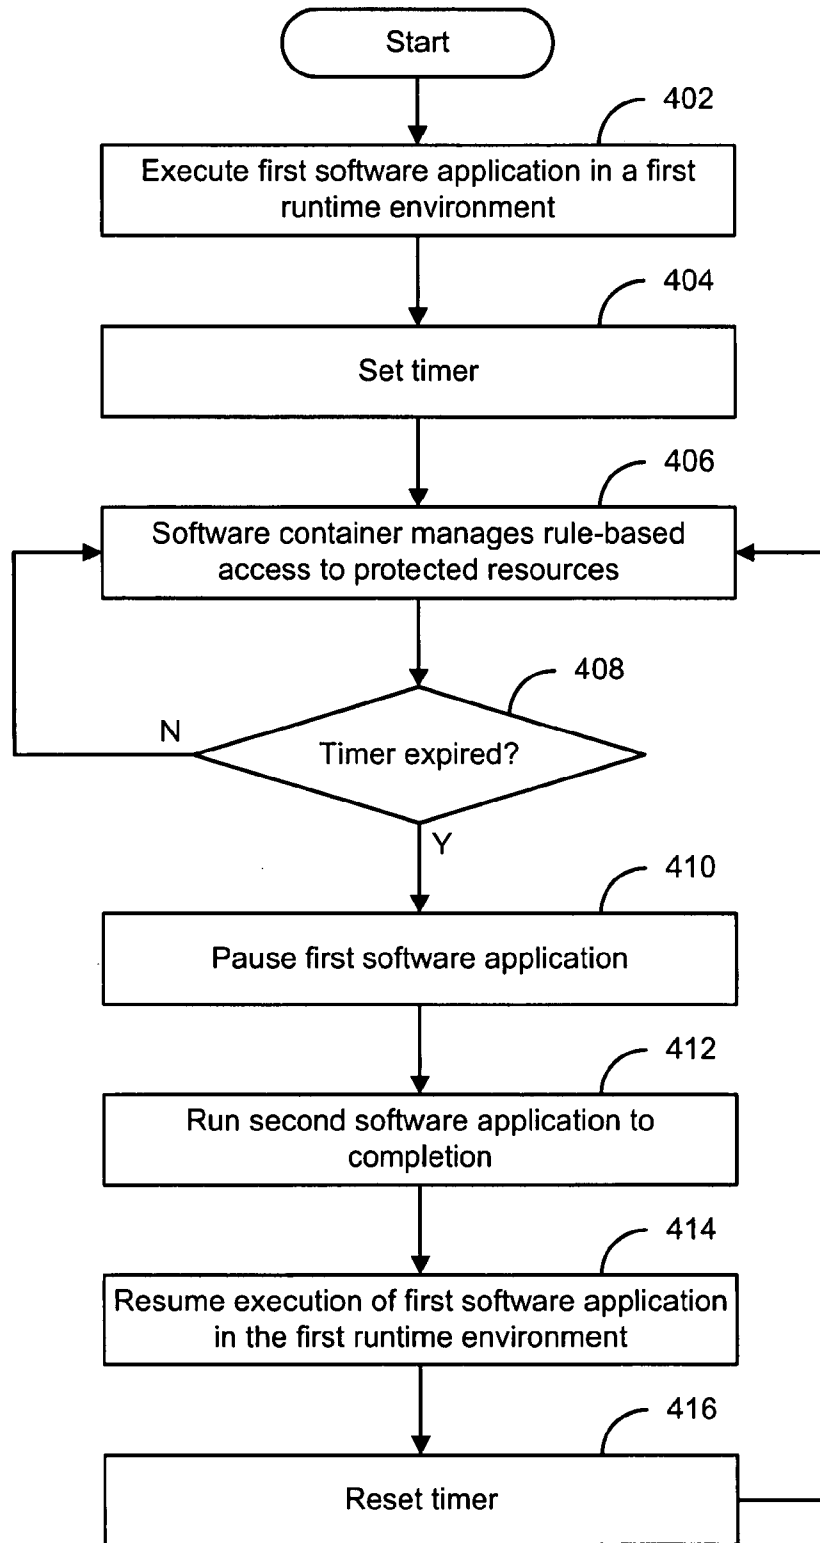 Start
402
Execute first software application in a first
runtime environment
404
Set timer
406
Software container manages rule-based
access to protected resources
408
N
Timer expired?
Y
410
Pause first software application
412
Run second software application to
completion
414
Resume execution of first software application
in the first runtime environment
416
Reset timer